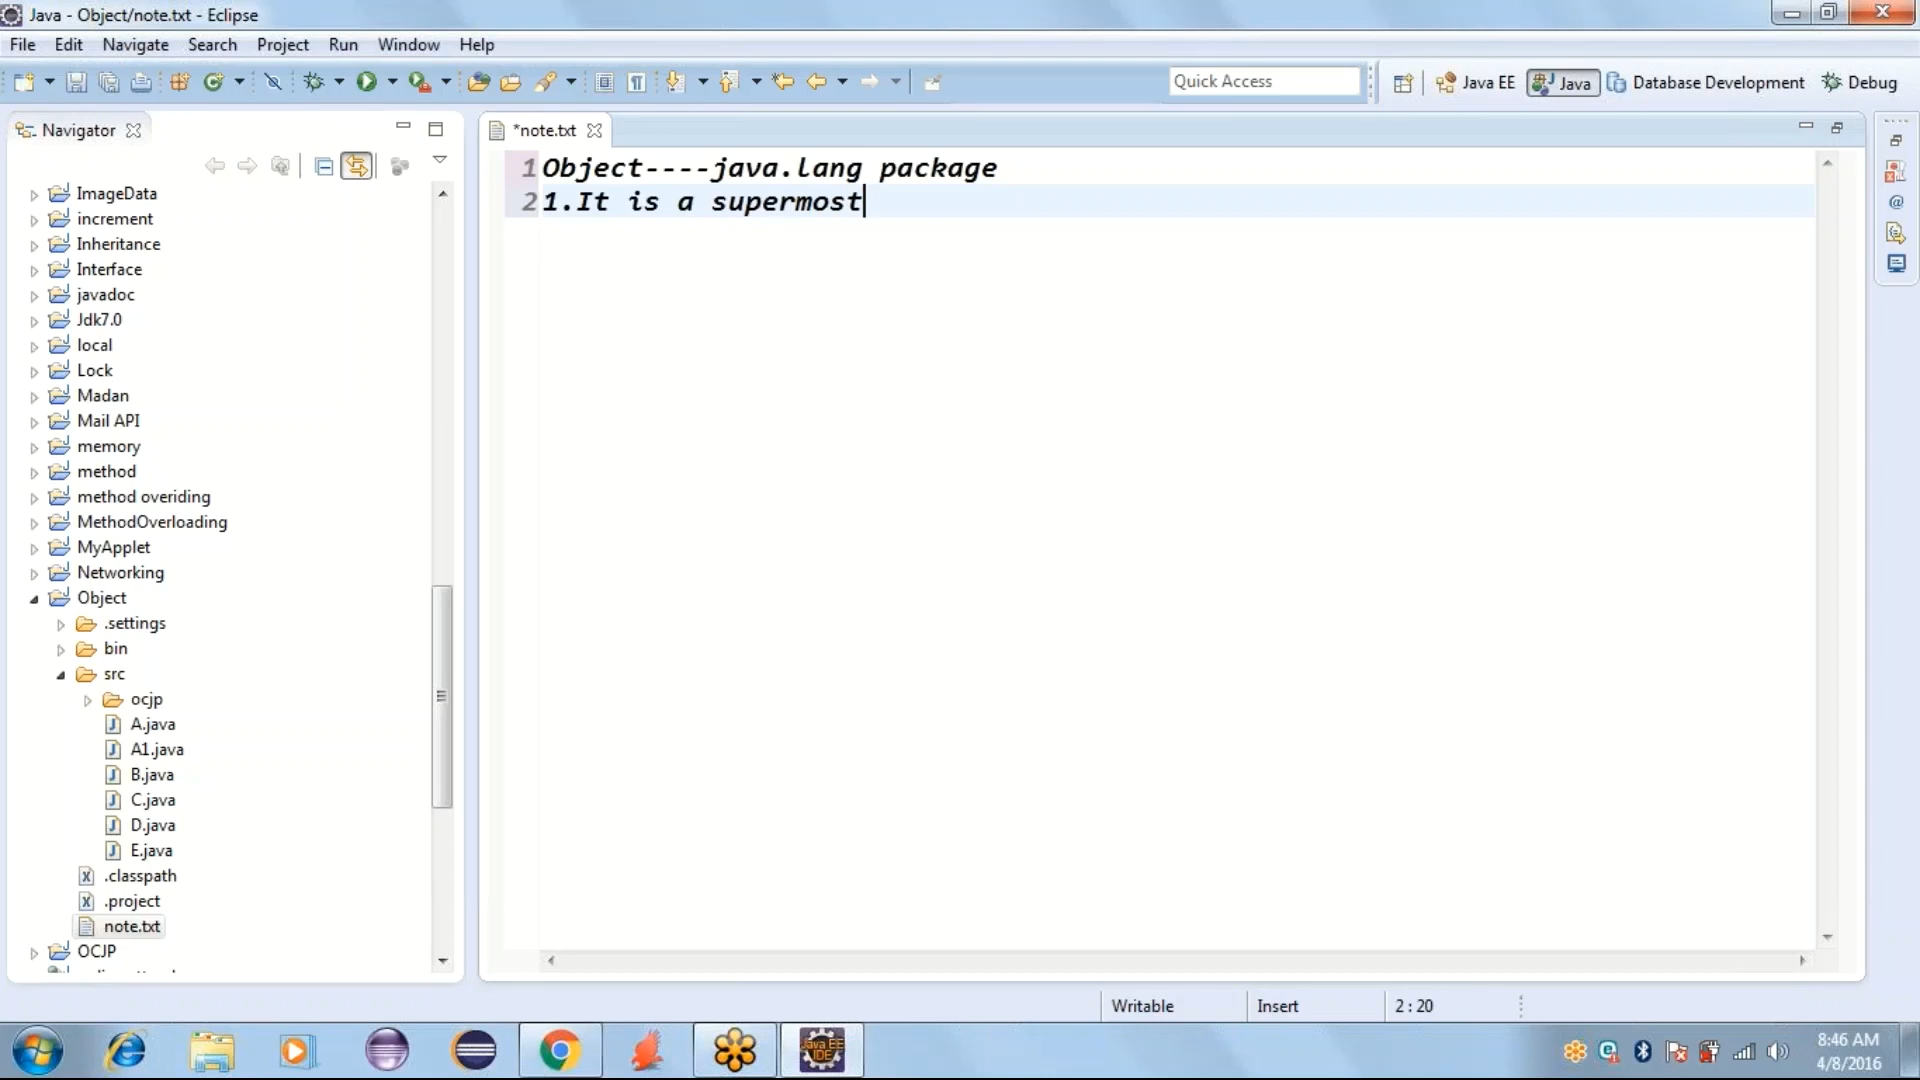 Java - Object/note.txt - Eclipse
File Edit Navigate Search Project Run Window Help
Quick Access
Java EE Java Database Development Debug
Navigator
*note.txt
1 Object----java.lang package
2 1.It is a supermost
ImageData
increment
Inheritance
Interface
javadoc
Jdk7.0
local
Lock
Madan
Mail API
memory
method
method overiding
MethodOverloading
MyApplet
Networking
Object
.settings
bin
src
ocjp
A.java
A1.java
B.java
C.java
D.java
E.java
.classpath
.project
note.txt
OCJP
Writable Insert 2 : 20
Java EE
IDE
8:46 AM
4/8/2016